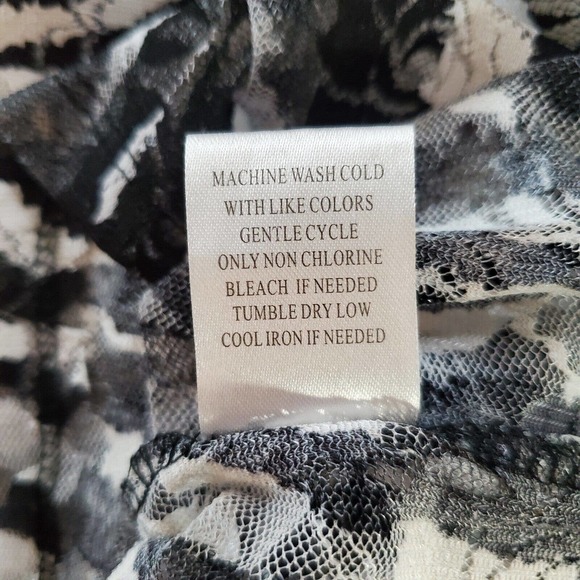 MACHINE WASH COLD
WITH LIKE COLORS
GENTLE CYCLE
ONLY NON CHLORINE
BLEACH IF NEEDED
TUMBLE DRY LOW
COOL IRON IF NEEDED